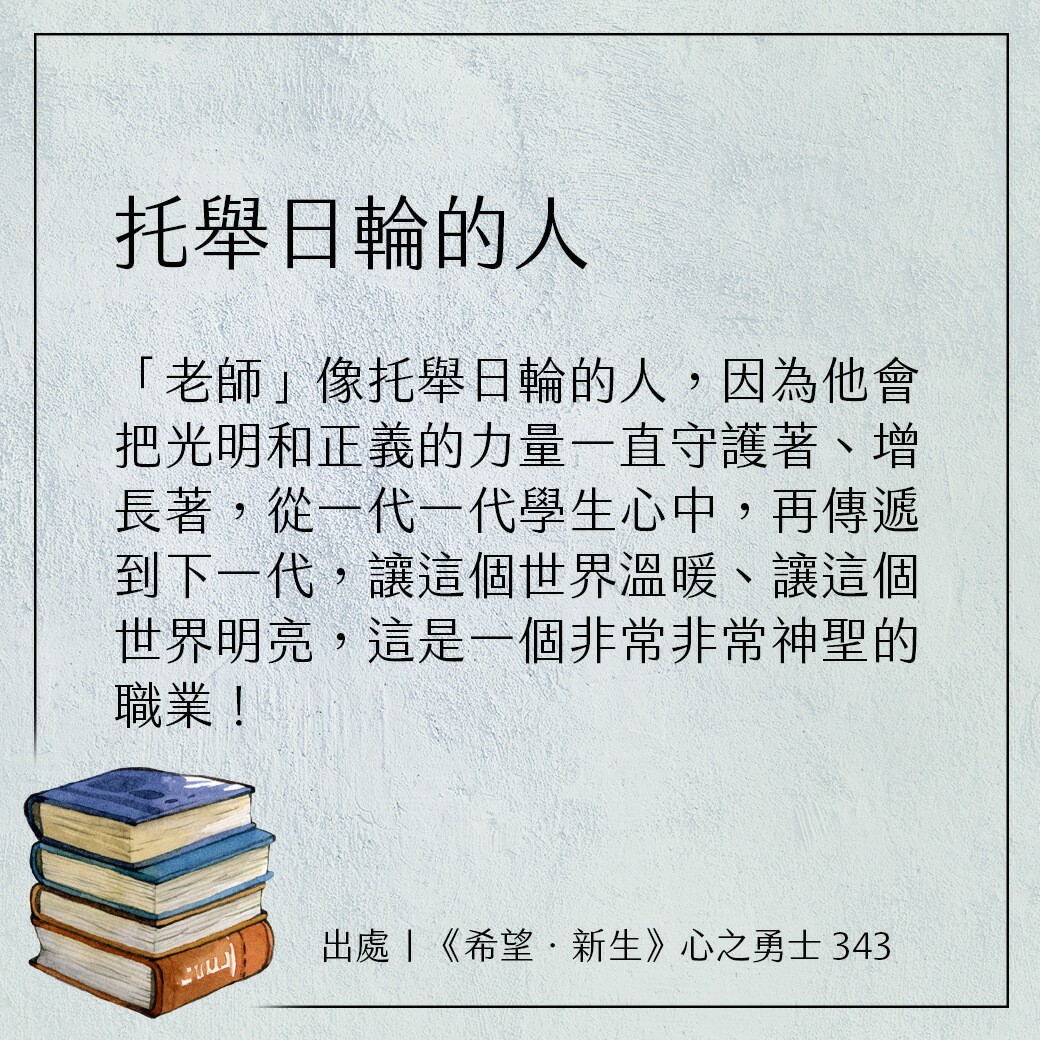 托舉日輪的人
「老師」像托舉日輪的人，因為他會
把光明和正義的力量一直守護著、增
長著，從一代一代學生心中，再傳遞
到下一代，讓這個世界溫暖、讓這個
世界明亮，這是一個非常非常神聖的
職業！
出處｜《希望．新生》心之勇士 343